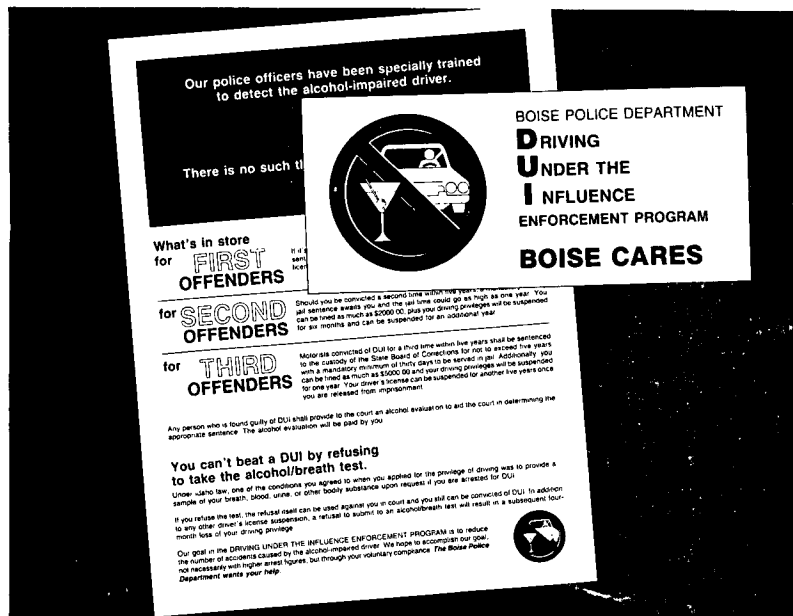 Our police officers have been specially trained
to detect the alcohol-impaired driver.
There is no such
BOISE POLICE DEPARTMENT
DRIVING
UNDER THE
INFLUENCE
ENFORCEMENT PROGRAM
BOISE CARES
What's in store
for FIRST
OFFENDERS
for SECOND
OFFENDERS
Should you be convicted a second time within five years,
jail sentence awaits you and the jail time could go as high as one year. You
can be fined as much as $2000.00, plus your driving privileges will be suspended
for six months and can be suspended for an additional year.
for THIRD
OFFENDERS
Motorists convicted of DUI for a third time within five years shall be sentenced
to the custody of the State Board of Corrections for not to exceed five years
with a mandatory minimum of thirty days to be served in jail. Additionally you
can be fined as much as $5000.00 and your driving privileges will be suspended
for one year. Your driver's license can be suspended for another five years once
you are released from imprisonment.
Any person who is found guilty of DUI shall provide to the court an alcohol evaluation to aid the court in determining the
appropriate sentence. The alcohol evaluation will be paid by you.
You can't beat a DUI by refusing
to take the alcohol/breath test.
Under Idaho law, one of the conditions you agreed to when you applied for the privilege of driving was to provide a
sample of your breath, blood, urine, or other bodily substance upon request if you are arrested for DUI.
If you refuse the test, the refusal itself can be used against you in court and you still can be convicted of DUI. In addition
to any other driver's license suspension, a refusal to submit to an alcohol/breath test will result in a subsequent four-
month loss of your driving privilege.
Our goal in the DRIVING UNDER THE INFLUENCE ENFORCEMENT PROGRAM is to reduce
the number of accidents caused by the alcohol-impaired driver. We hope to accomplish our goal,
not necessarily with higher arrest figures, but through your voluntary compliance. The Boise Police
Department wants your help.